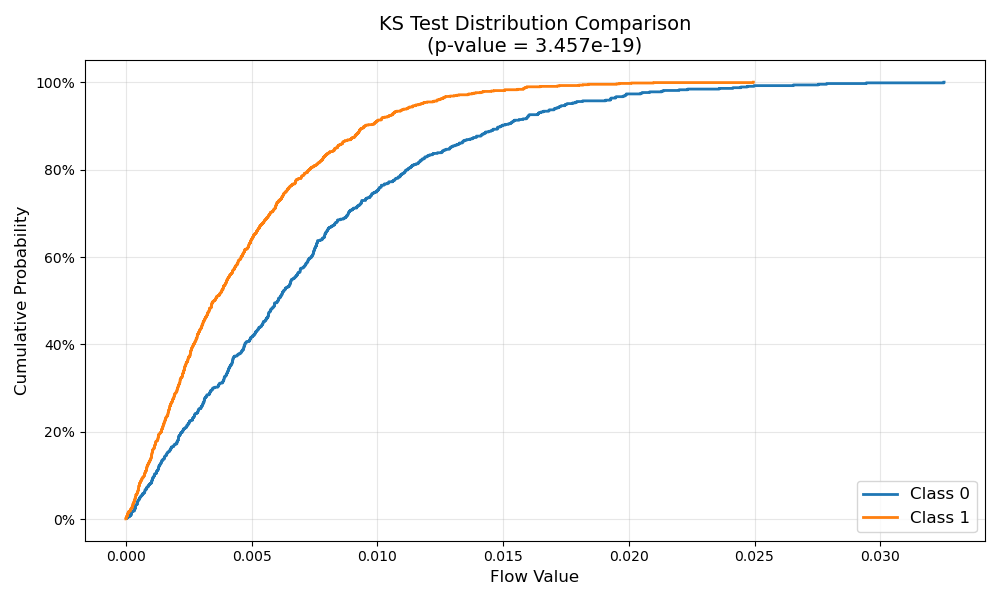 KS Test Distribution Comparison
(p-value = 3.457e-19)
Cumulative Probability
100%
80%
60%
40%
20%
0%
0.000 0.005 0.010 0.015 0.020 0.025 0.030
Flow Value
Class 0
Class 1